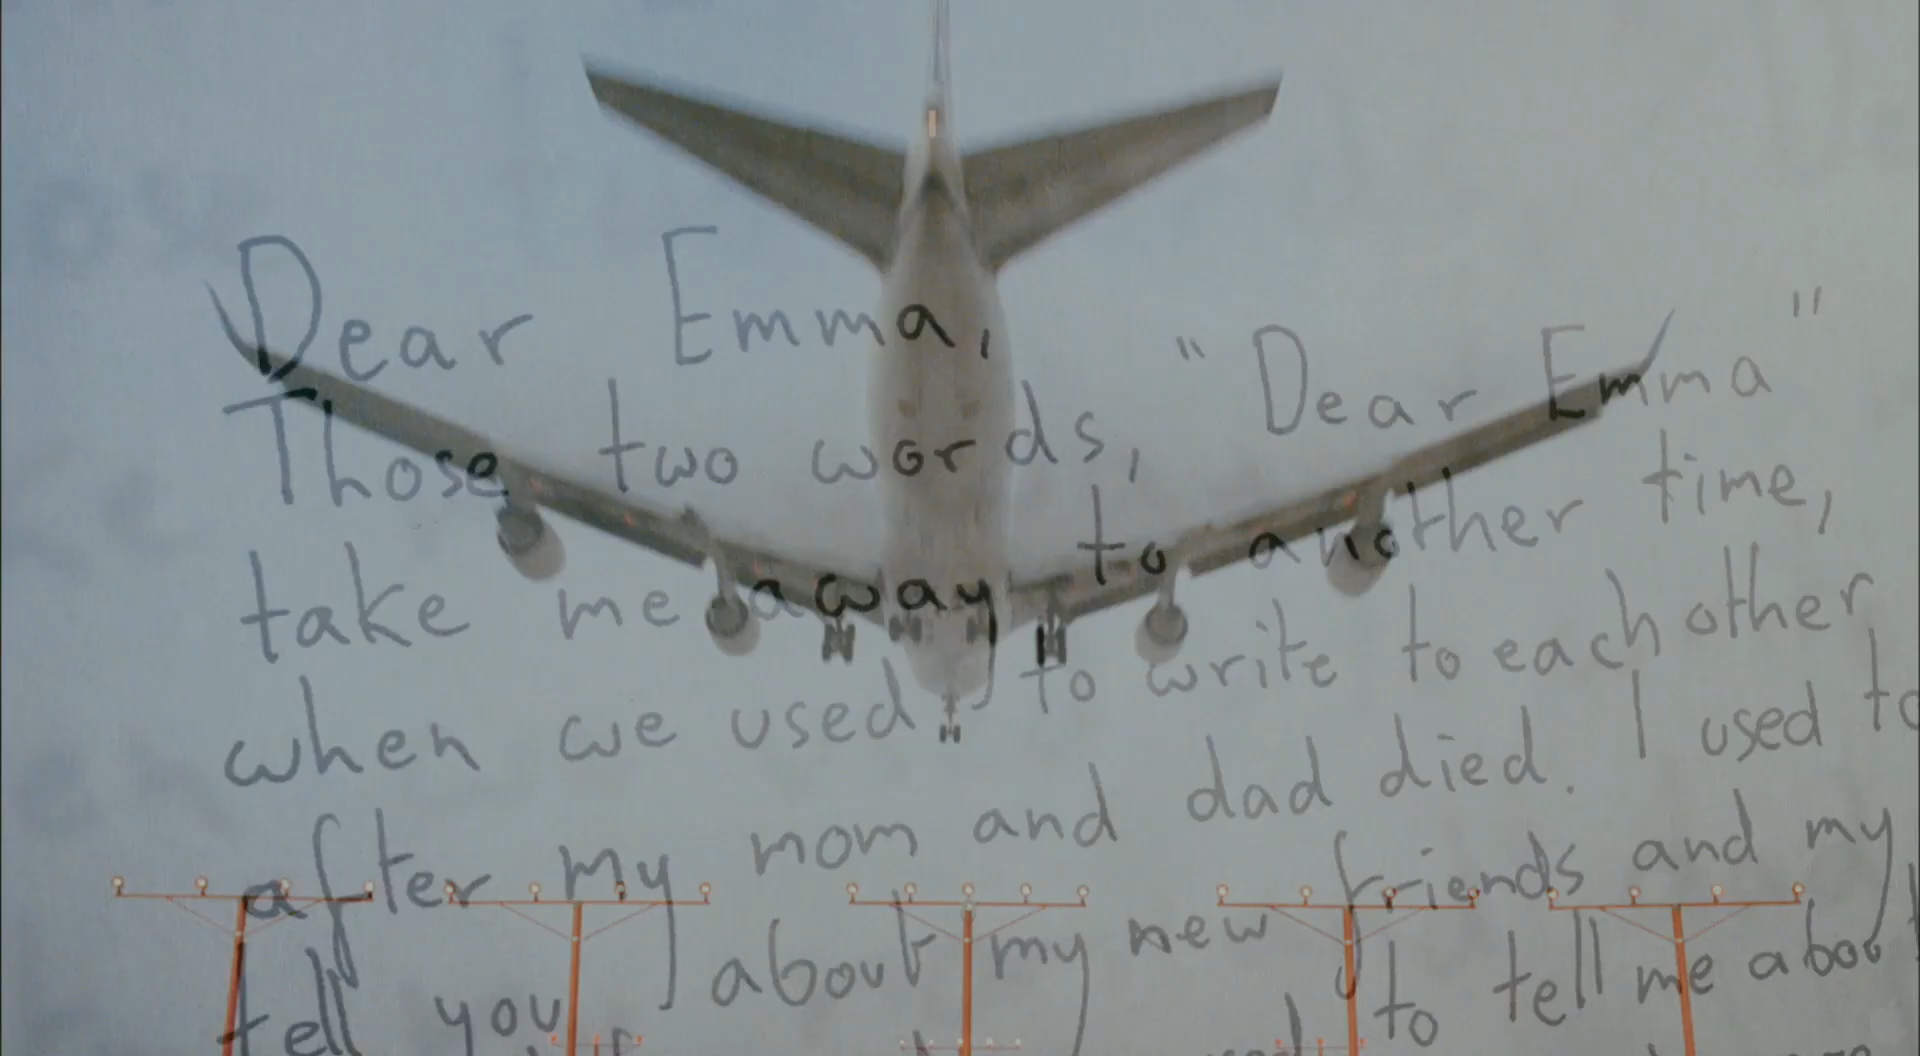 Dear Emma,
Those two words, "Dear Emma"
take me away to another time,
when we used to write to each other
after my mom and dad died. I used to
tell you about my new friends and my
to tell me about